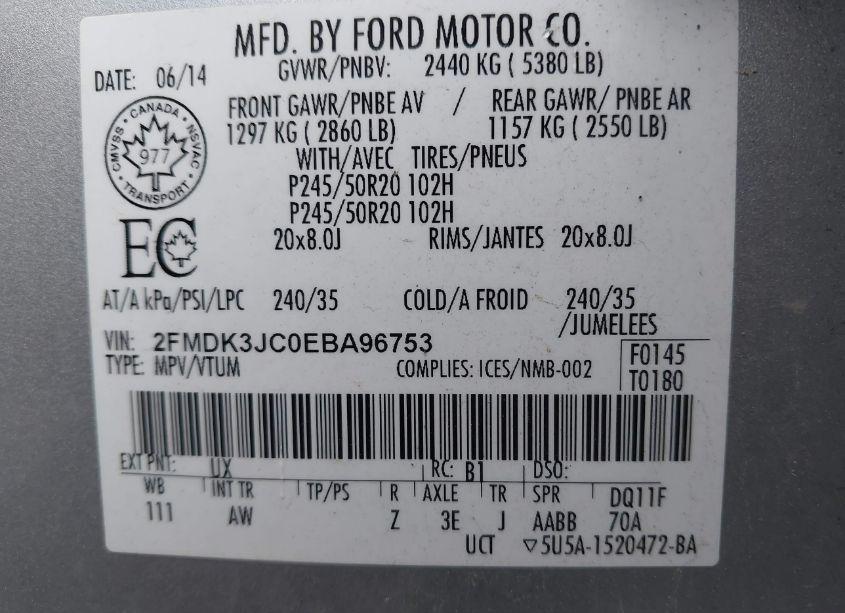 MFD. BY FORD MOTOR CO.
DATE: 06/14
GVWR/PNBV: 2440 KG ( 5380 LB)
FRONT GAWR/PNBE AV / REAR GAWR/ PNBE AR
1297 KG ( 2860 LB) 1157 KG ( 2550 LB)
WITH/AVEC TIRES/PNEUS
P245/50R20 102H
P245/50R20 102H
20x8.0J RIMS/JANTES 20x8.0J
CANADA
CMVSS NSVAC
977
TRANSPORT
EC
AT/A kPa/PSI/LPC 240/35 COLD/A FROID 240/35
/JUMELEES
VIN: 2FMDK3JC0EBA96753
TYPE: MPV/VTUM COMPLIES: ICES/NMB-002
F0145
T0180
EXT PNT: UX RC: B1 DSO:
WB INT TR TP/PS R AXLE TR SPR DQ11F
111 AW Z 3E J AABB 70A
UCT ▽5U5A-1520472-BA